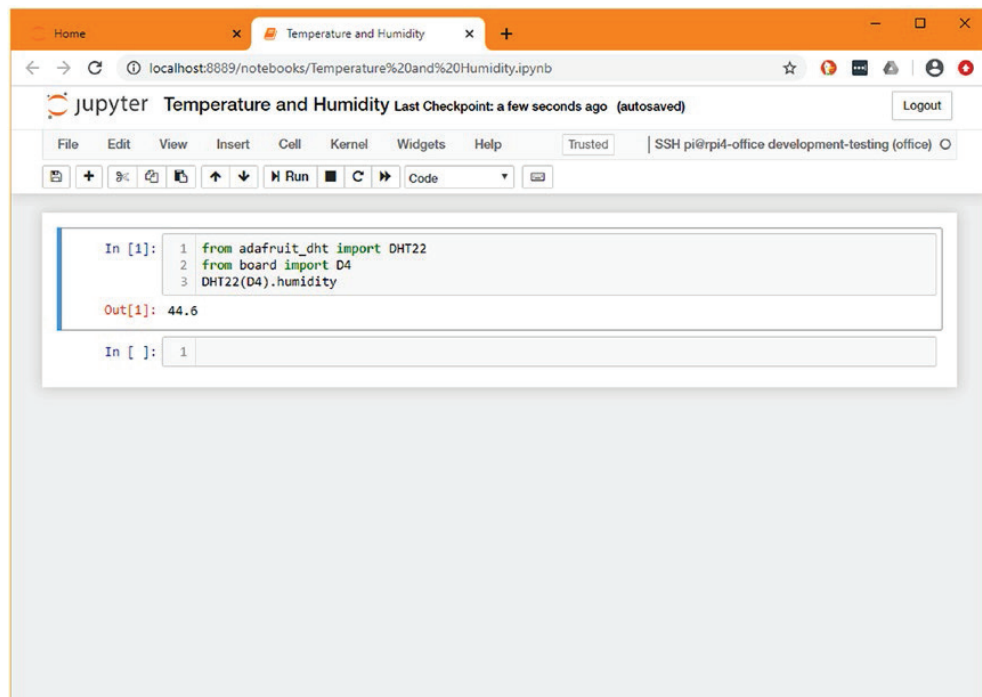 Home
Temperature and Humidity
localhost:8889/notebooks/Temperature%20and%20Humidity.ipynb
jupyter Temperature and Humidity Last Checkpoint: a few seconds ago (autosaved) Logout
File Edit View Insert Cell Kernel Widgets Help Trusted SSH pi@rpi4-office development-testing (office)
Run Code
In [1]: 1 from adafruit_dht import DHT22
2 from board import D4
3 DHT22(D4).humidity
Out[1]: 44.6
In [ ]: 1